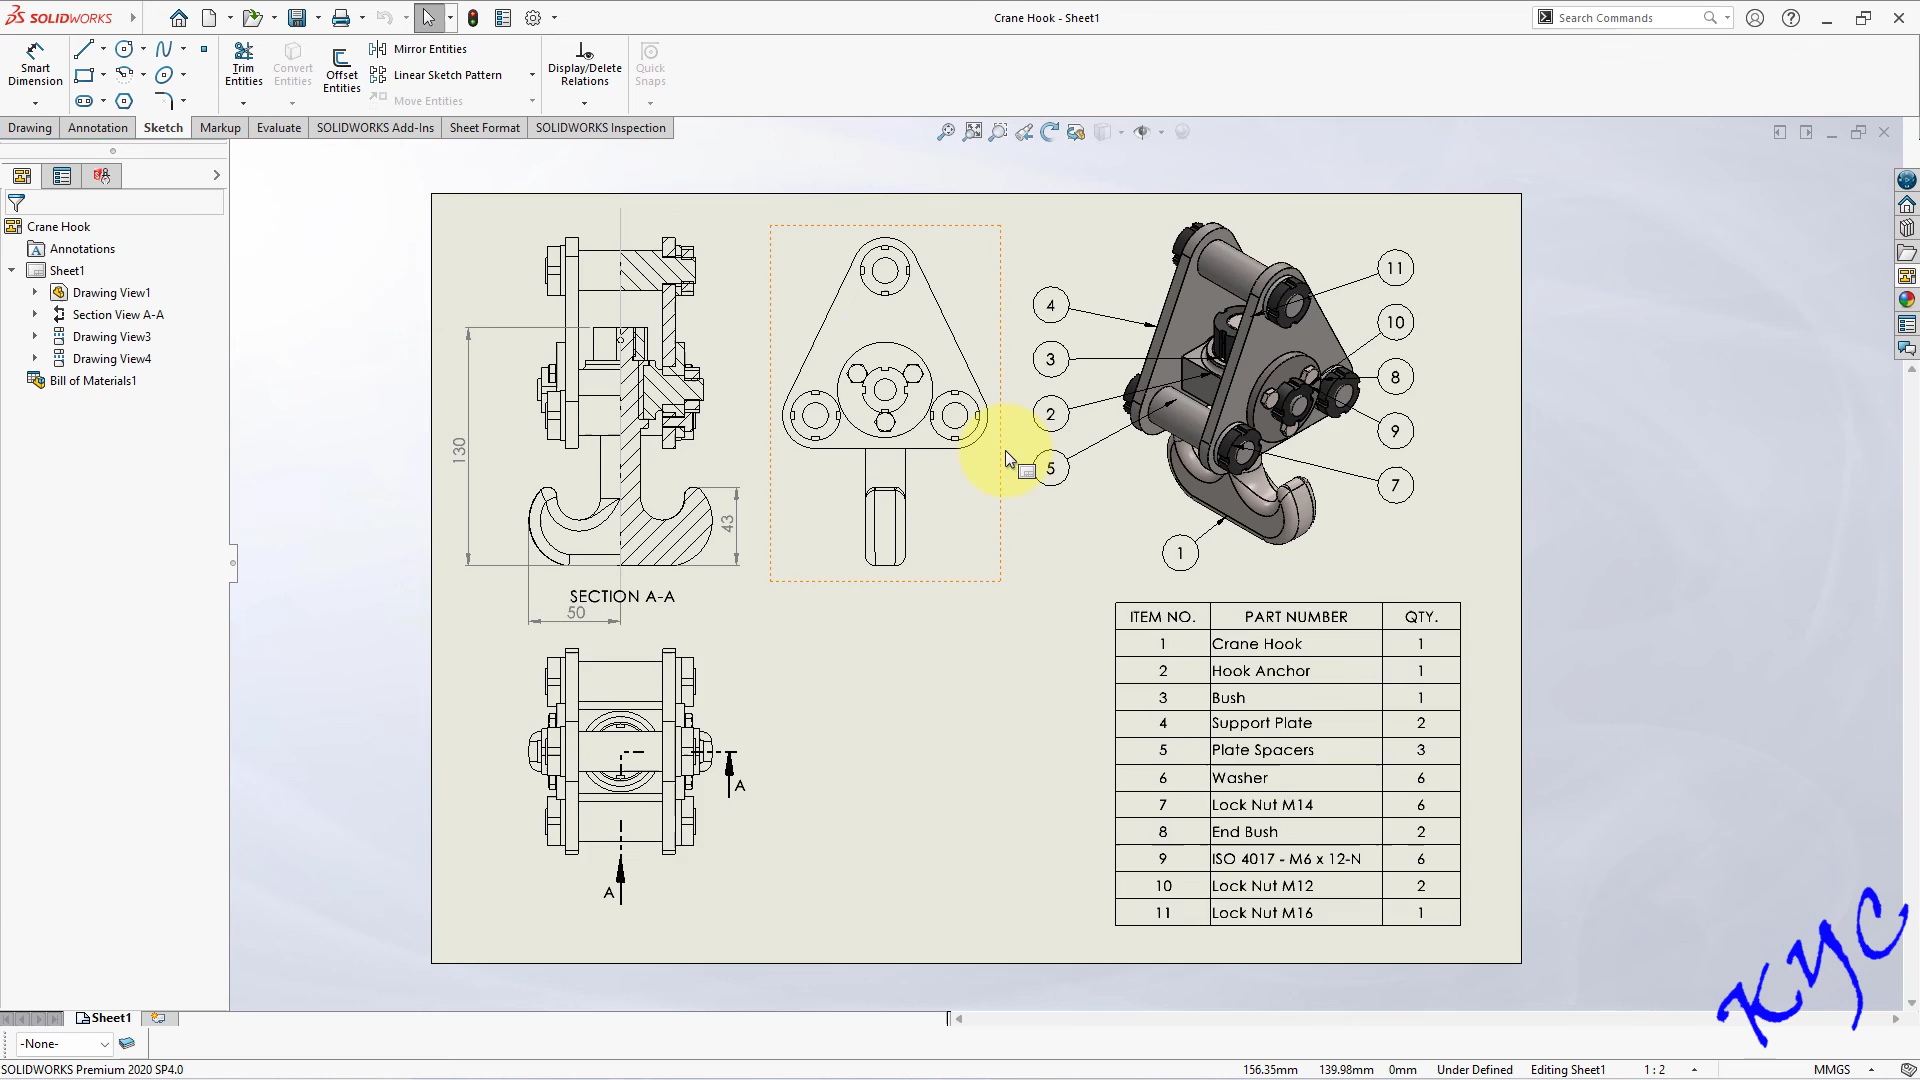 SOLIDWORKS
Crane Hook - Sheet1
Search Commands
Smart Dimension
Trim Entities
Convert Entities
Offset Entities
Mirror Entities
Linear Sketch Pattern
Move Entities
Display/Delete Relations
Quick Snaps
Drawing
Annotation
Sketch
Markup
Evaluate
SOLIDWORKS Add-Ins
Sheet Format
SOLIDWORKS Inspection
Crane Hook
Annotations
Sheet1
Drawing View1
Section View A-A
Drawing View3
Drawing View4
Bill of Materials1
130
43
SECTION A-A
50
A
A
4
3
2
5
1
11
10
8
9
7
ITEM NO. PART NUMBER QTY.
1 Crane Hook 1
2 Hook Anchor 1
3 Bush 1
4 Support Plate 2
5 Plate Spacers 3
6 Washer 6
7 Lock Nut M14 6
8 End Bush 2
9 ISO 4017 - M6 x 12-N 6
10 Lock Nut M12 2
11 Lock Nut M16 1
KYC
Sheet1
-None-
SOLIDWORKS Premium 2020 SP4.0
156.35mm 139.98mm 0mm Under Defined Editing Sheet1 1 : 2 MMGS